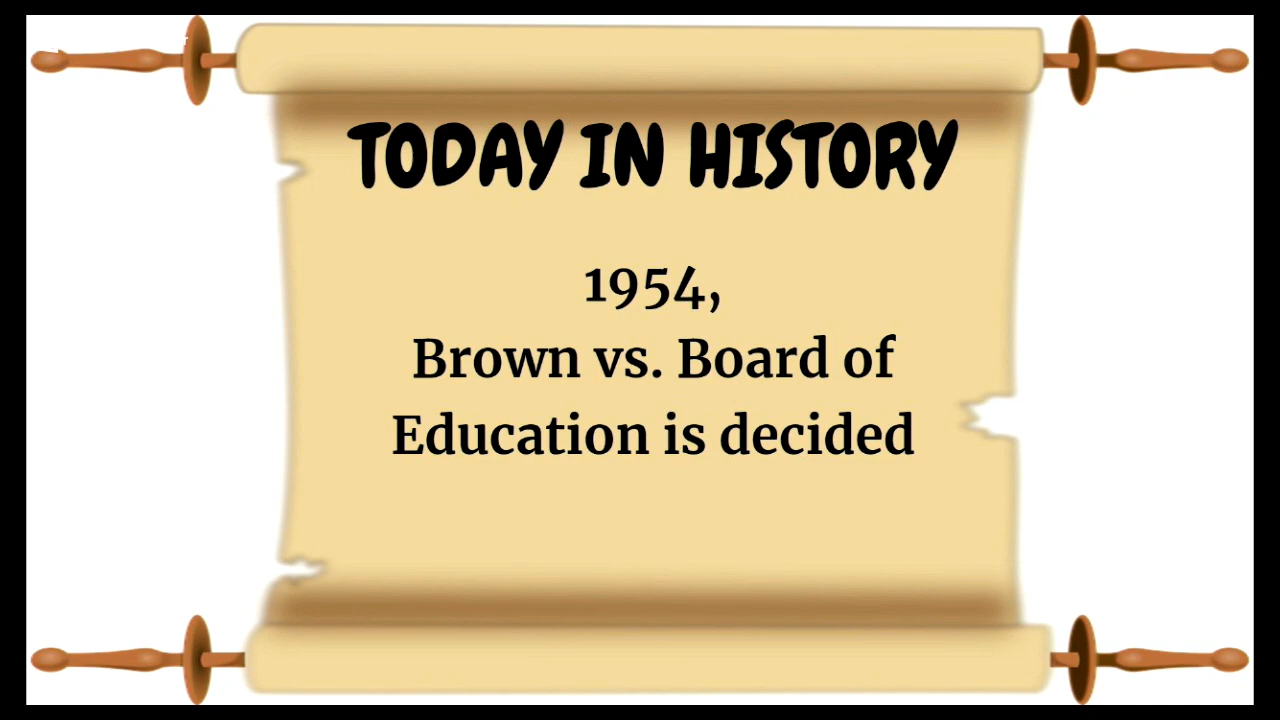 TODAY IN HISTORY
1954,
Brown vs. Board of
Education is decided